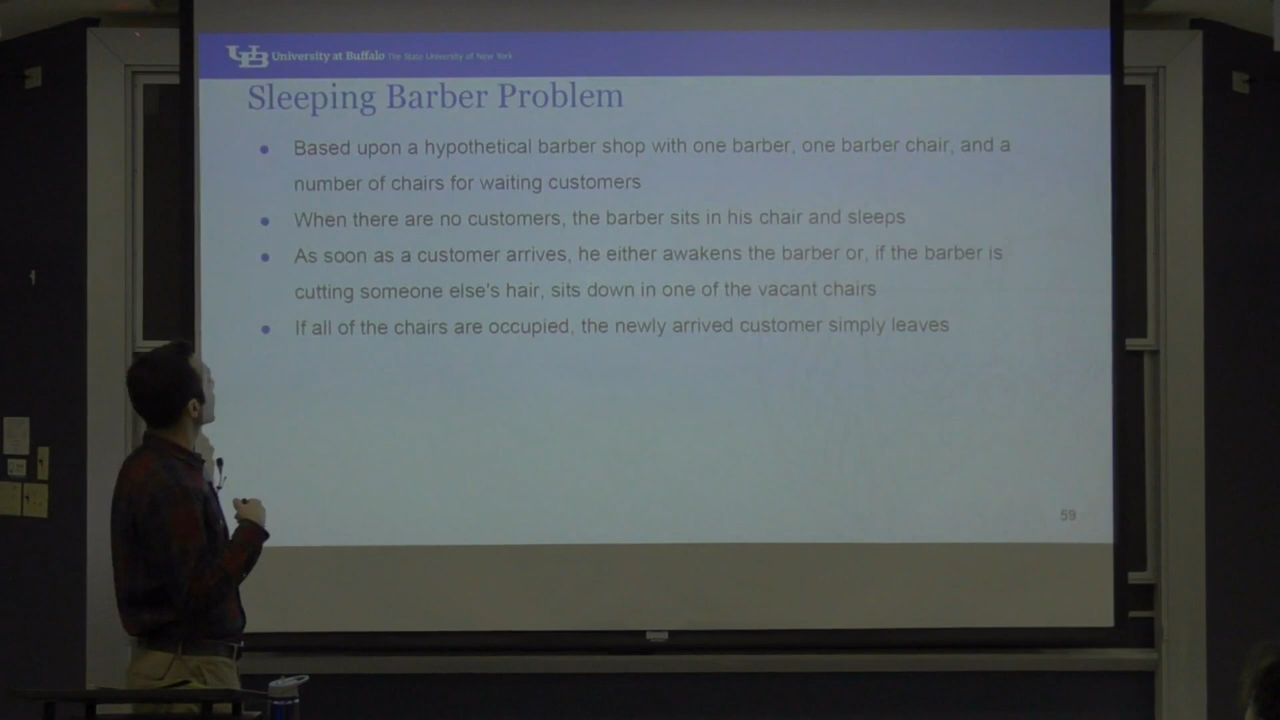 University at Buffalo The State University of New York
Sleeping Barber Problem
Based upon a hypothetical barber shop with one barber, one barber chair, and a
number of chairs for waiting customers
When there are no customers, the barber sits in his chair and sleeps
As soon as a customer arrives, he either awakens the barber or, if the barber is
cutting someone else's hair, sits down in one of the vacant chairs
If all of the chairs are occupied, the newly arrived customer simply leaves
59